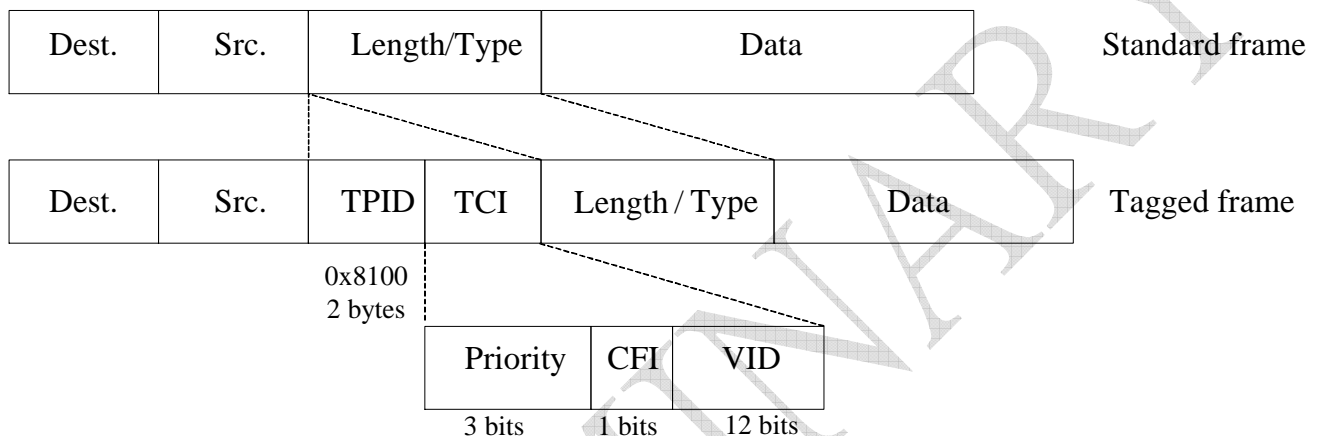 Dest. Src. Length/Type Data Standard frame
Dest. Src. TPID TCI Length / Type Data Tagged frame
0x8100
2 bytes
Priority CFI VID
3 bits 1 bits 12 bits